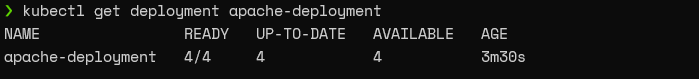 ❯ kubectl get deployment apache-deployment
NAME                READY   UP-TO-DATE   AVAILABLE   AGE
apache-deployment   4/4     4            4           3m30s